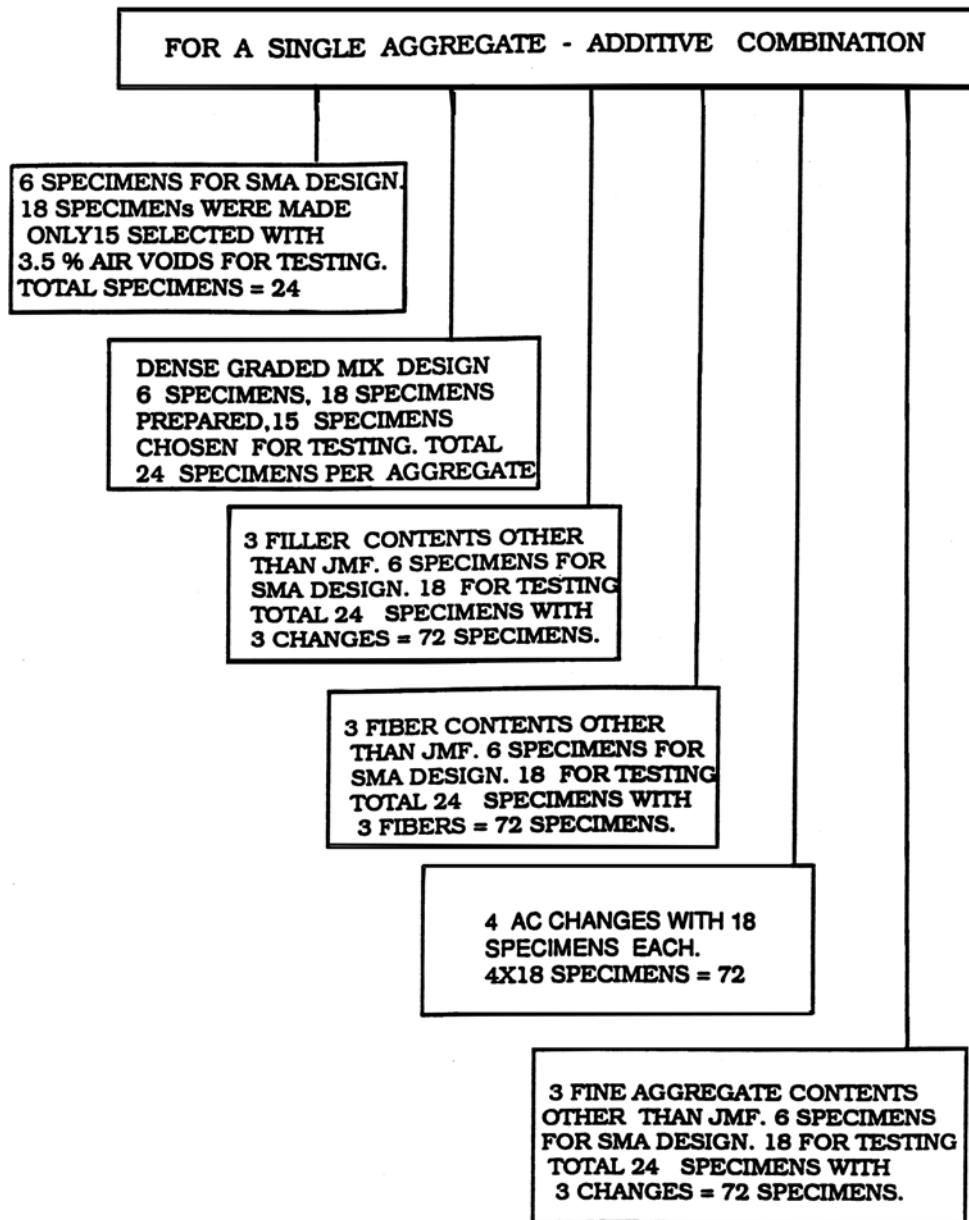 FOR A SINGLE AGGREGATE - ADDITIVE COMBINATION
6 SPECIMENS FOR SMA DESIGN.
18 SPECIMENs WERE MADE
ONLY15 SELECTED WITH
3.5 % AIR VOIDS FOR TESTING.
TOTAL SPECIMENS = 24
DENSE GRADED MIX DESIGN
6 SPECIMENS, 18 SPECIMENS
PREPARED,15 SPECIMENS
CHOSEN FOR TESTING. TOTAL
24 SPECIMENS PER AGGREGATE
3 FILLER CONTENTS OTHER
THAN JMF. 6 SPECIMENS FOR
SMA DESIGN. 18 FOR TESTING
TOTAL 24 SPECIMENS WITH
3 CHANGES = 72 SPECIMENS.
3 FIBER CONTENTS OTHER
THAN JMF. 6 SPECIMENS FOR
SMA DESIGN. 18 FOR TESTING
TOTAL 24 SPECIMENS WITH
3 FIBERS = 72 SPECIMENS.
4 AC CHANGES WITH 18
SPECIMENS EACH.
4X18 SPECIMENS = 72
3 FINE AGGREGATE CONTENTS
OTHER THAN JMF. 6 SPECIMENS
FOR SMA DESIGN. 18 FOR TESTING
TOTAL 24 SPECIMENS WITH
3 CHANGES = 72 SPECIMENS.